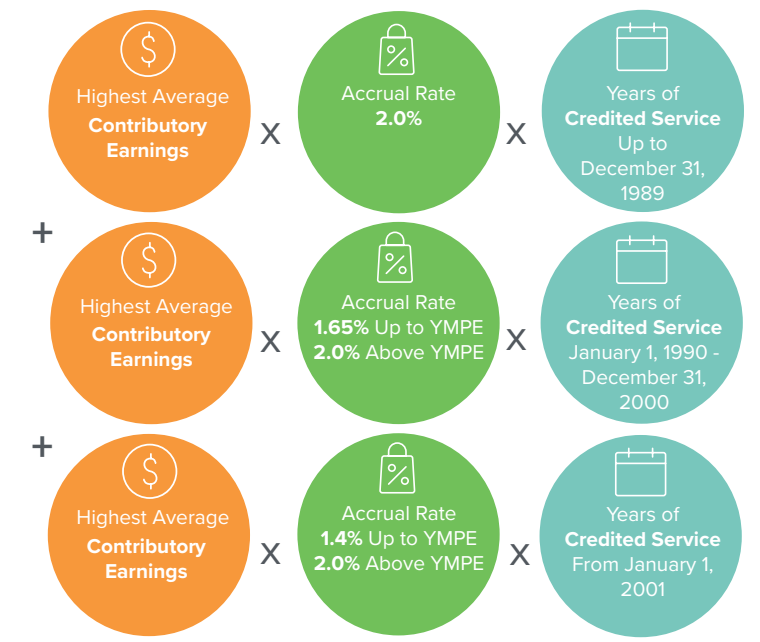 Highest Average
Contributory
Earnings
X
Accrual Rate
2.0%
X
Years of
Credited Service
Up to
December 31,
1989
+
Highest Average
Contributory
Earnings
X
Accrual Rate
1.65% Up to YMPE
2.0% Above YMPE
X
Years of
Credited Service
January 1, 1990 -
December 31,
2000
+
Highest Average
Contributory
Earnings
X
Accrual Rate
1.4% Up to YMPE
2.0% Above YMPE
X
Years of
Credited Service
From January 1,
2001